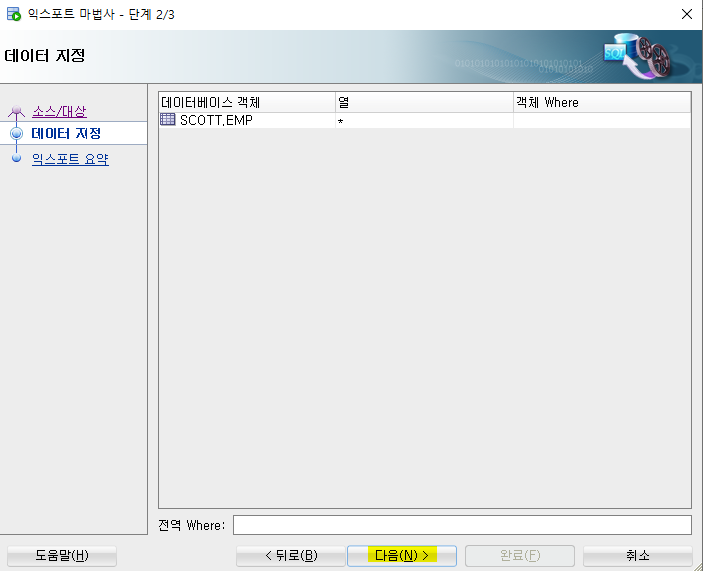 익스포트 마법사 - 단계 2/3
데이터 지정
SQL
소스/대상
데이터 지정
익스포트 요약
데이터베이스 객체 열 객체 Where
SCOTT.EMP *
전역 Where:
도움말(H) < 뒤로(B) 다음(N) > 완료(F) 취소